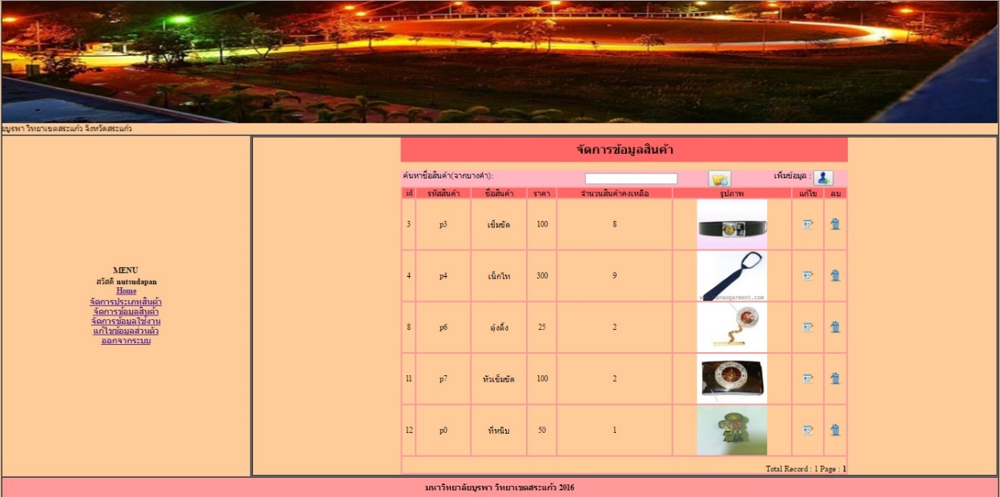 ยบูรพา วิทยาเขตสระแก้ว จังหวัดสระแก้ว
MENU
สวัสดี nutsudapan
Home
จัดการประเภทสินค้า
จัดการข้อมูลสินค้า
จัดการข้อมูลใช้งาน
แก้ไขข้อมูลส่วนตัว
ออกจากระบบ
จัดการข้อมูลสินค้า
ค้นหาชื่อสินค้า(จากบางคำ): เพิ่มข้อมูล :
id รหัสสินค้า ชื่อสินค้า ราคา จำนวนสินค้าคงเหลือ รูปภาพ แก้ไข ลบ
3 p3 เข็มขัด 100 8
4 p4 เน็กไท 300 9
8 p6 ตุ้งติ้ง 25 2
11 p7 หัวเข็มขัด 100 2
12 p0 ที่หนีบ 50 1
Total Record : 1 Page : 1
มหาวิทยาลัยบูรพา วิทยาเขตสระแก้ว 2016